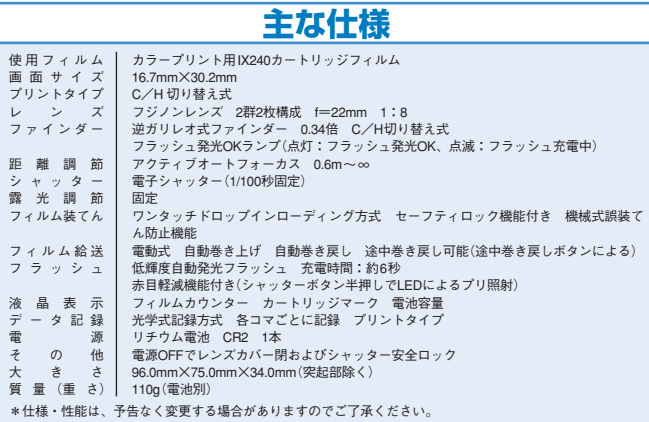 主な仕様
使用フィルム カラープリント用IX240カートリッジフィルム
画面サイズ 16.7mm×30.2mm
プリントタイプ C／H 切り替え式
レンズ フジノンレンズ 2群2枚構成 f=22mm 1：8
ファインダー 逆ガリレオ式ファインダー 0.34倍 C／H切り替え式
フラッシュ発光OKランプ（点灯：フラッシュ発光OK、点滅：フラッシュ充電中）
距離調節 アクティブオートフォーカス 0.6m～∞
シャッター 電子シャッター（1/100秒固定）
露光調節 固定
フィルム装てん ワンタッチドロップインローディング方式 セーフティロック機能付き 機械式誤装て
ん防止機能
フィルム給送 電動式 自動巻き上げ 自動巻き戻し 途中巻き戻し可能（途中巻き戻しボタンによる）
フラッシュ 低輝度自動発光フラッシュ 充電時間：約6秒
赤目軽減機能付き（シャッターボタン半押しでLEDによるプリ照射）
液晶表示 フィルムカウンター カートリッジマーク 電池容量
データ記録 光学式記録方式 各コマごとに記録 プリントタイプ
電源 リチウム電池 CR2 1本
その他 電源OFFでレンズカバー閉およびシャッター安全ロック
大きさ 96.0mm×75.0mm×34.0mm（突起部除く）
質量（重さ） 110g（電池別）
＊仕様・性能は、予告なく変更する場合がありますのでご了承ください。